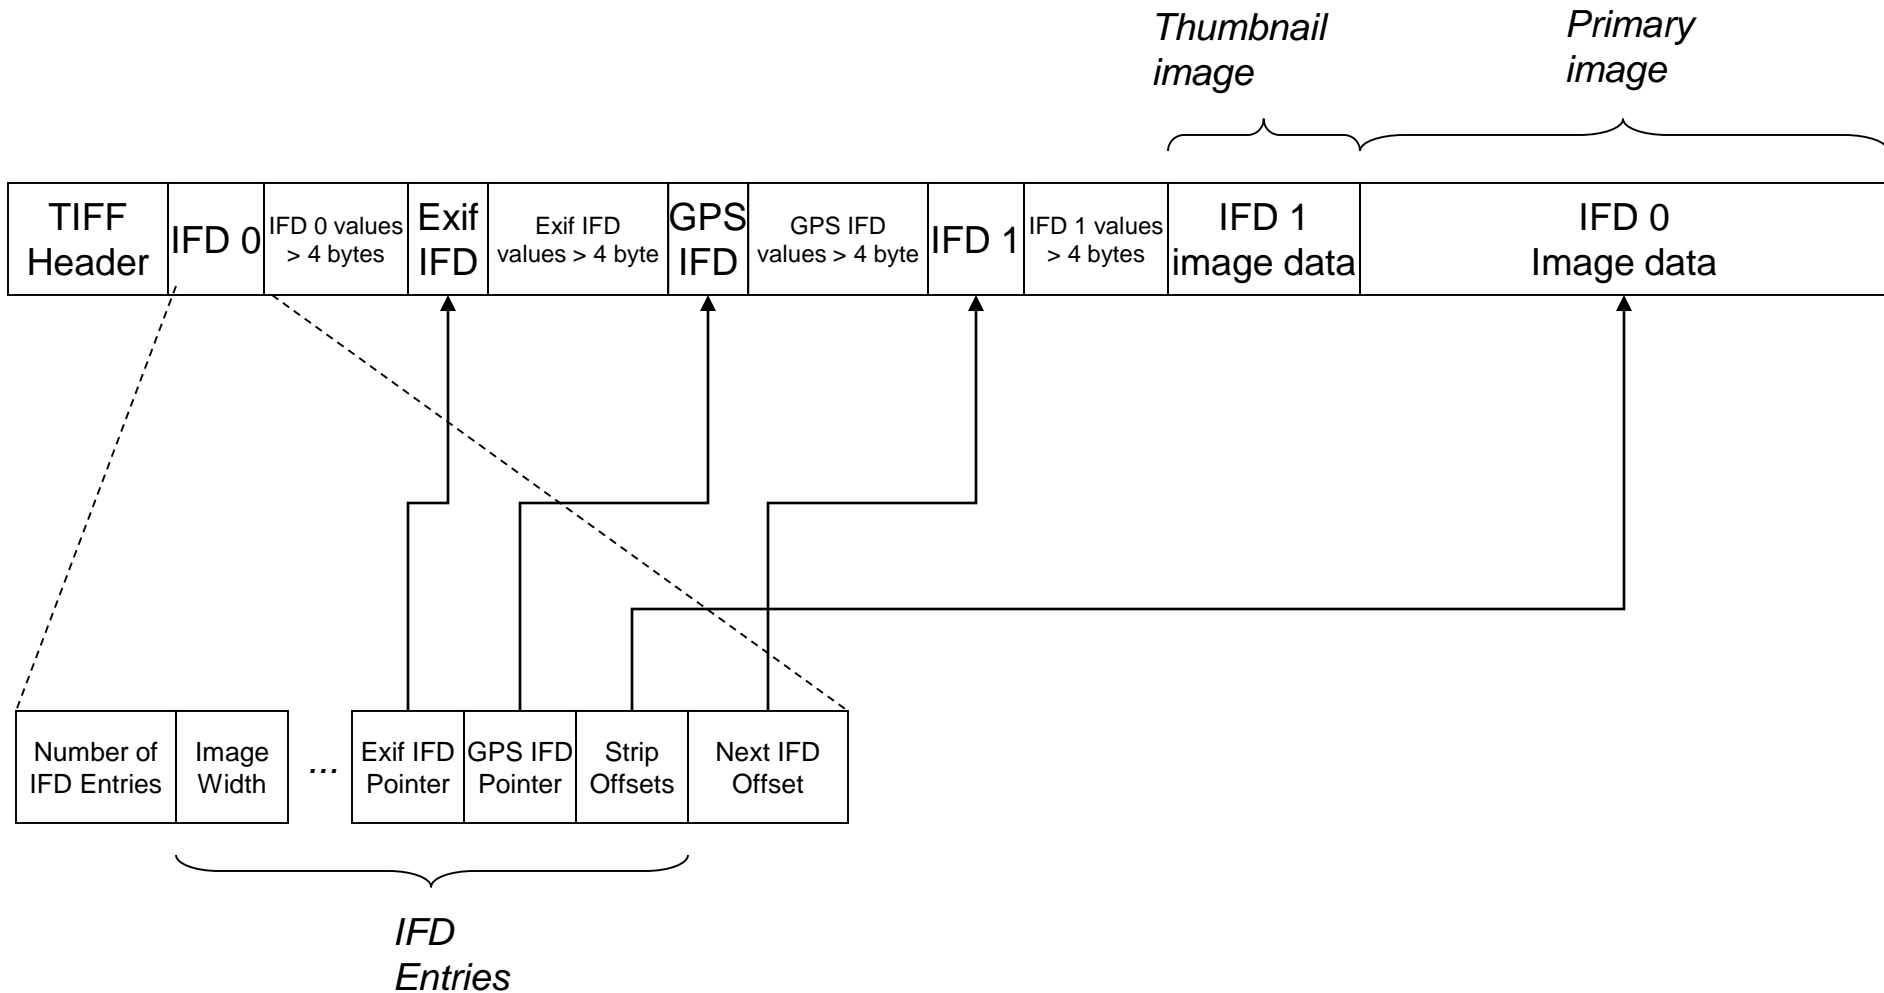 Thumbnail
image
Primary
image
TIFF
Header
IFD 0
IFD 0 values
> 4 bytes
Exif
IFD
Exif IFD
values > 4 byte
GPS
IFD
GPS IFD
values > 4 byte
IFD 1
IFD 1 values
> 4 bytes
IFD 1
image data
IFD 0
Image data
Number of
IFD Entries
Image
Width
...
Exif IFD
Pointer
GPS IFD
Pointer
Strip
Offsets
Next IFD
Offset
IFD
Entries